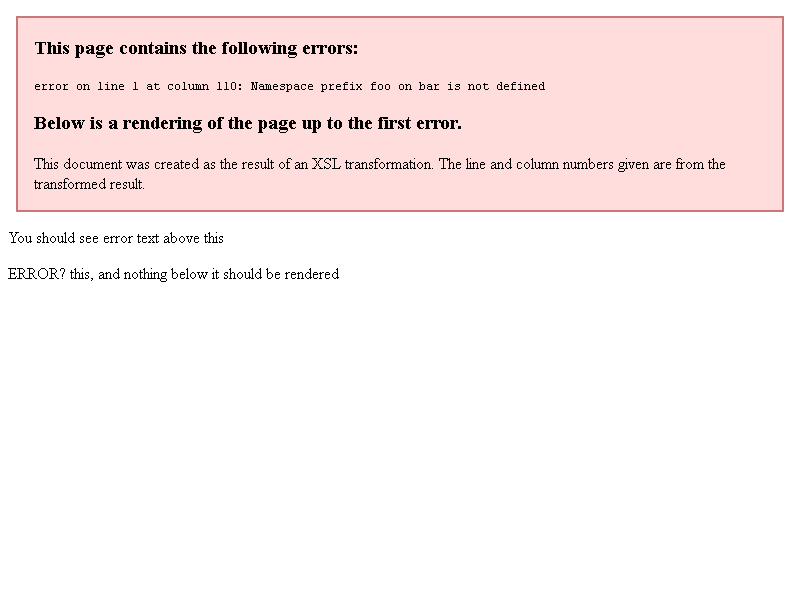 This page contains the following errors:
error on line 1 at column 110: Namespace prefix foo on bar is not defined
Below is a rendering of the page up to the first error.
This document was created as the result of an XSL transformation. The line and column numbers given are from the
transformed result.
You should see error text above this
ERROR? this, and nothing below it should be rendered